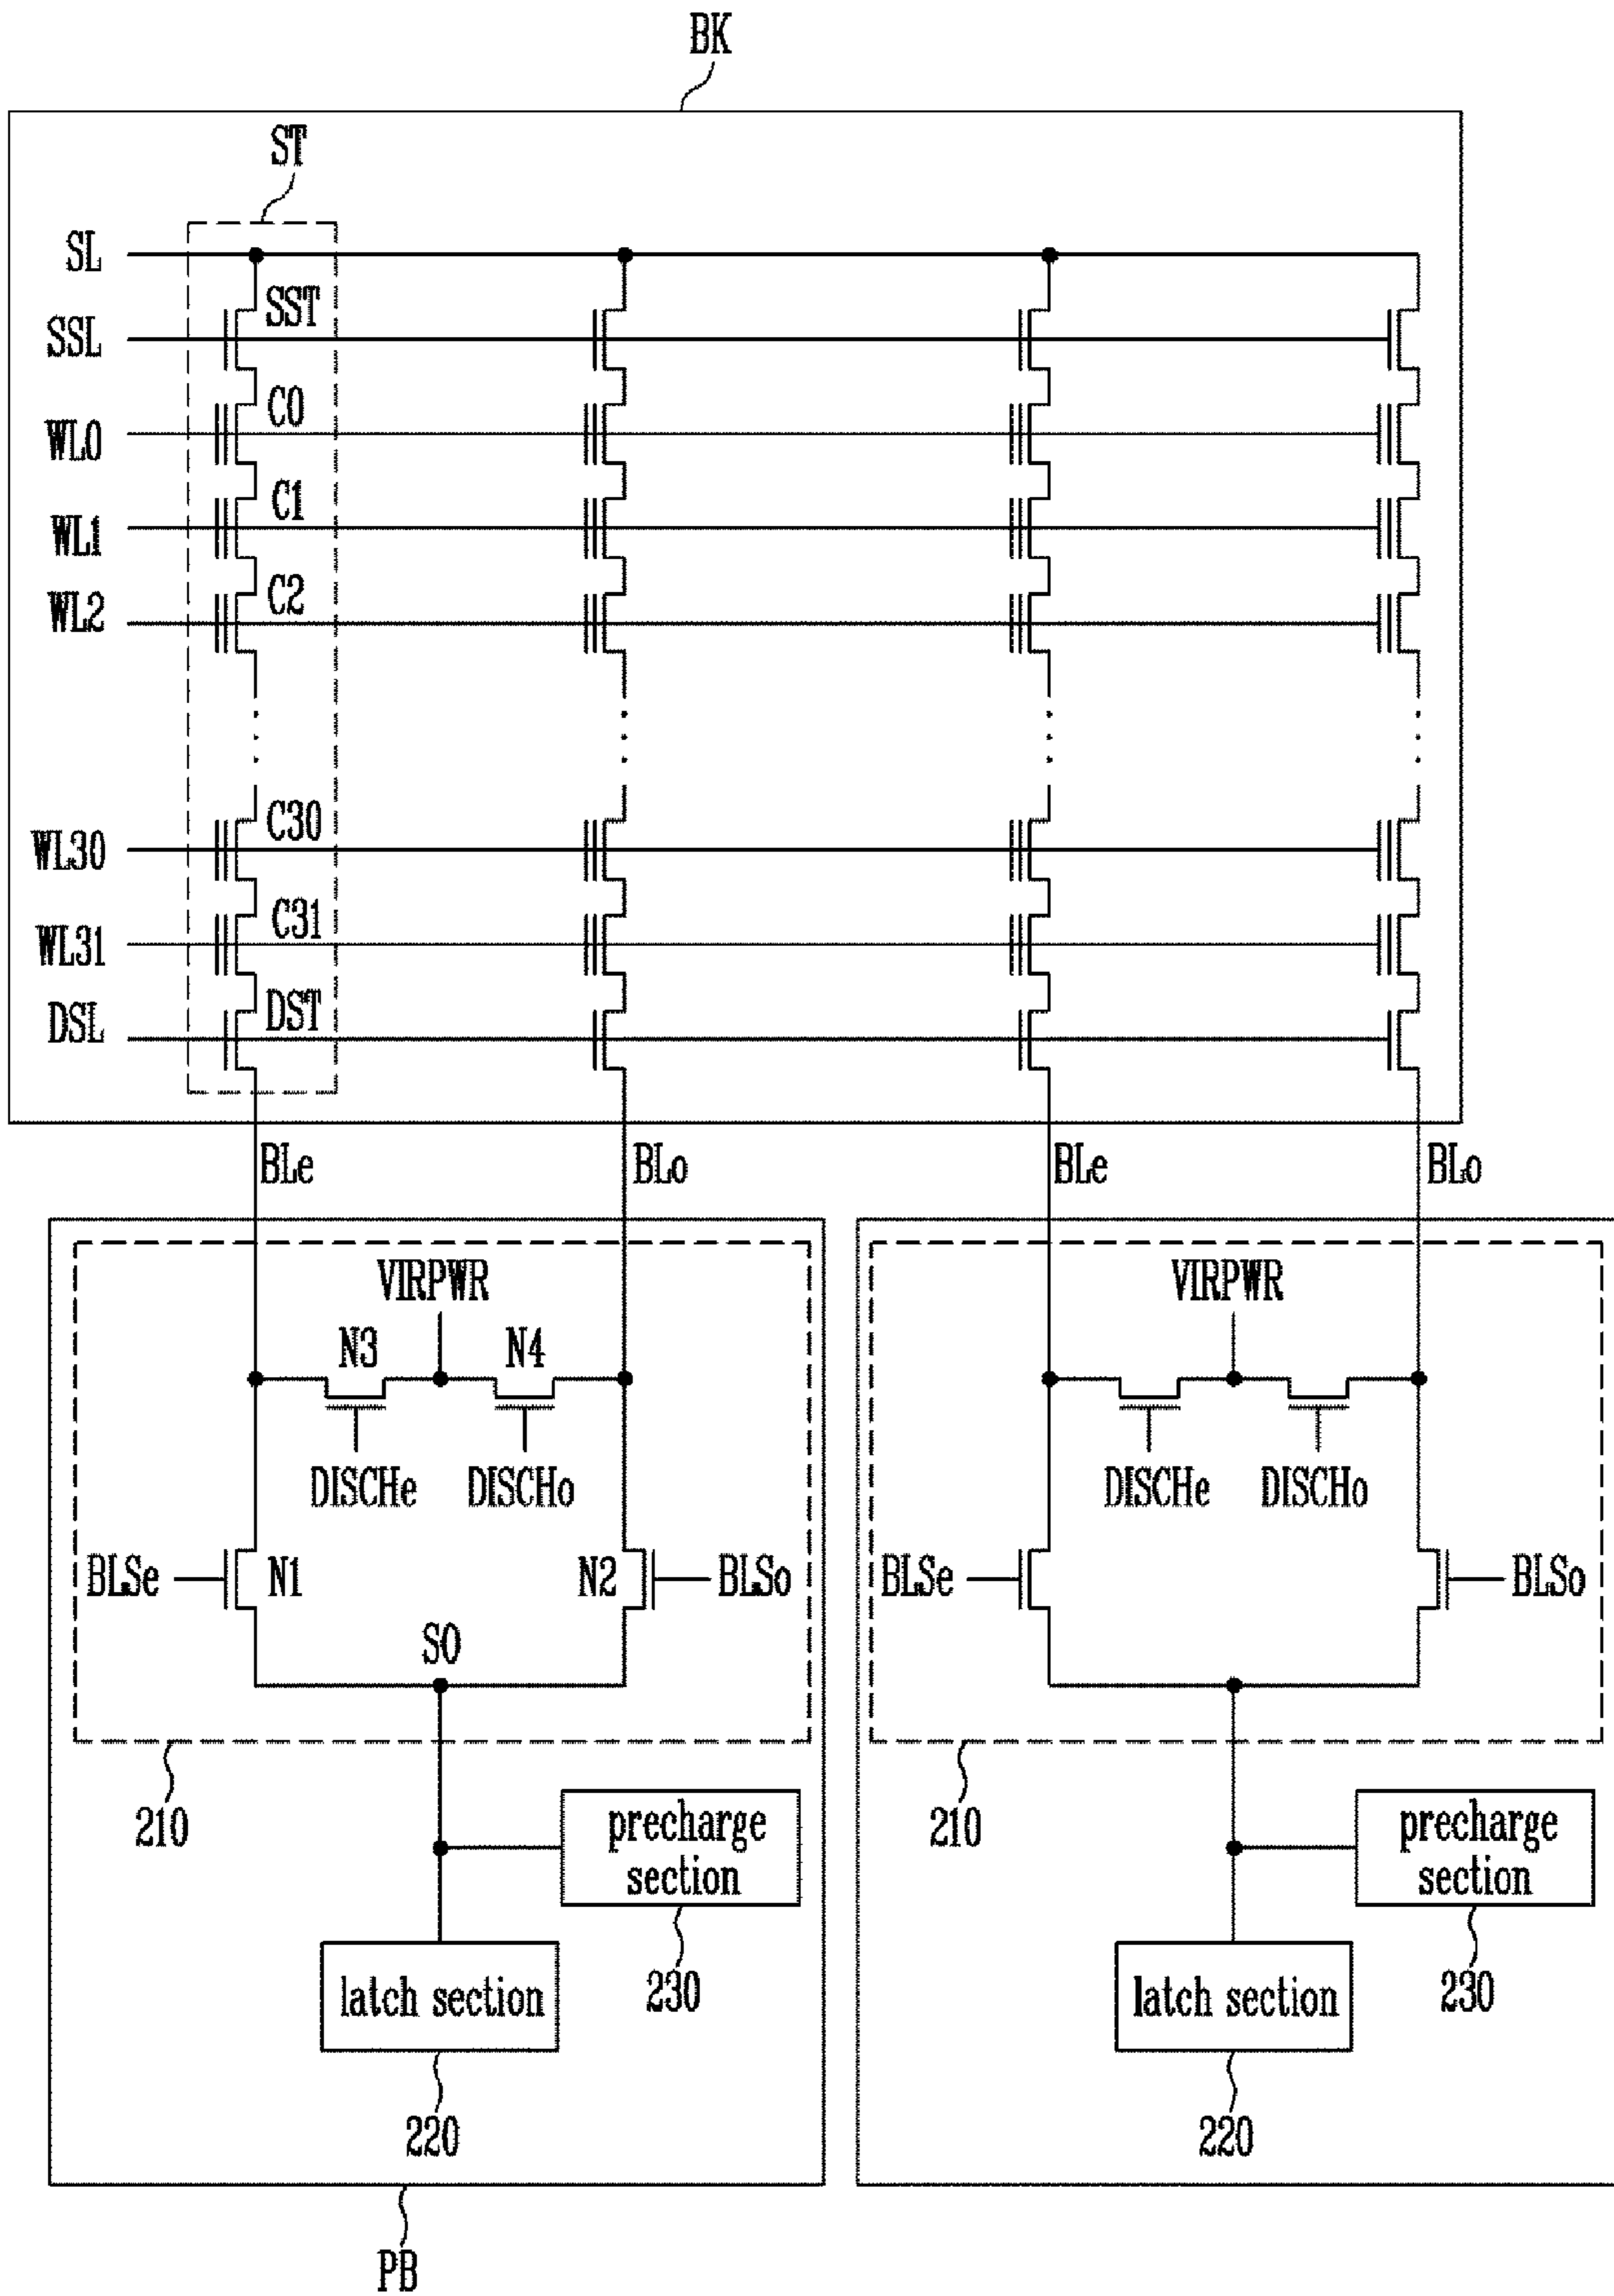 BK
ST
SL
SST
SSL
C0
WL0
C1
WL1
C2
WL2
C30
WL30
C31
WL31
DST
DSL
BLe BLo BLe BLo
VIRPWR VIRPWR
N3 N4
DISCHe DISCHo DISCHe DISCHo
BLSe N1 N2 BLSo BLSe BLSo
SO
210 210
precharge section precharge section
230 230
latch section latch section
220 220
PB